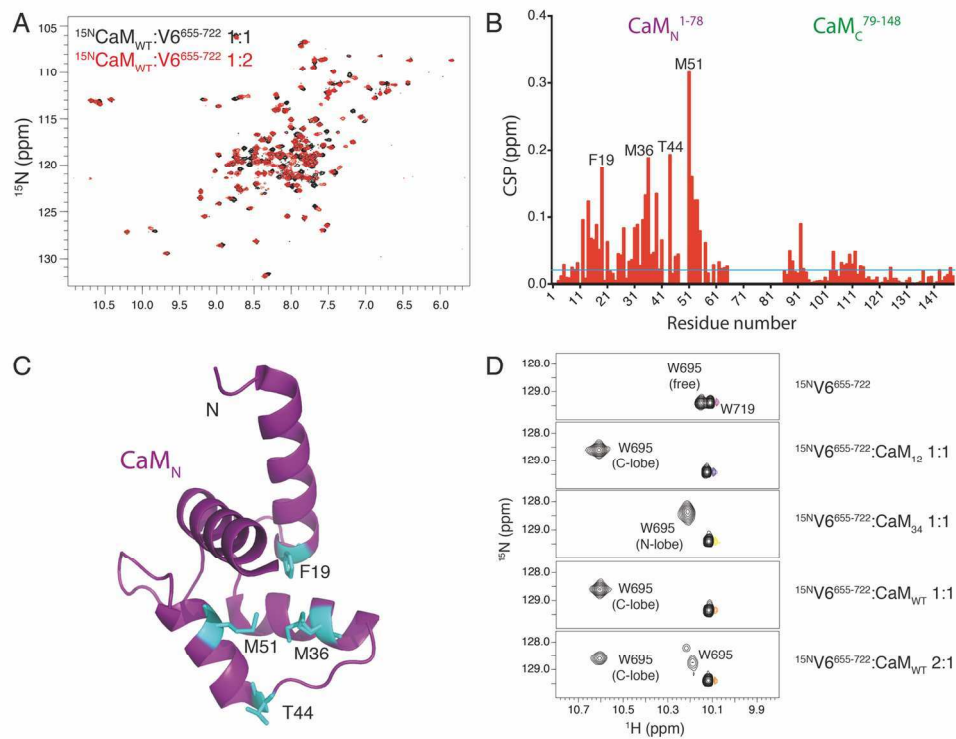 A
¹⁵NCaM_WT:V6⁶⁵⁵⁻⁷²² 1:1
¹⁵NCaM_WT:V6⁶⁵⁵⁻⁷²² 1:2
105
110
115
120
125
130
¹⁵N (ppm)
10.5 10.0 9.5 9.0 8.5 8.0 7.5 7.0 6.5 6.0
B
CaM_N¹⁻⁷⁸ CaM_C⁷⁹⁻¹⁴⁸
0.4
0.3
0.2
0.1
0.0
CSP (ppm)
F19 M36 T44 M51
1 11 21 31 41 51 61 71 81 91 101 111 121 131 141
Residue number
C
N
CaM_N
F19
M51 M36
T44
D
120.0
129.0
W695
(free)
W719
¹⁵NV6⁶⁵⁵⁻⁷²²
128.0
129.0
W695
(C-lobe)
¹⁵NV6⁶⁵⁵⁻⁷²²:CaM₁₂ 1:1
128.0
129.0
W695
(N-lobe)
¹⁵NV6⁶⁵⁵⁻⁷²²:CaM₃₄ 1:1
128.0
129.0
W695
(C-lobe)
¹⁵NV6⁶⁵⁵⁻⁷²²:CaM_WT 1:1
128.0
129.0
W695
(C-lobe)
W695
¹⁵NV6⁶⁵⁵⁻⁷²²:CaM_WT 2:1
¹⁵N (ppm)
10.7 10.5 10.3 10.1 9.9
¹H (ppm)